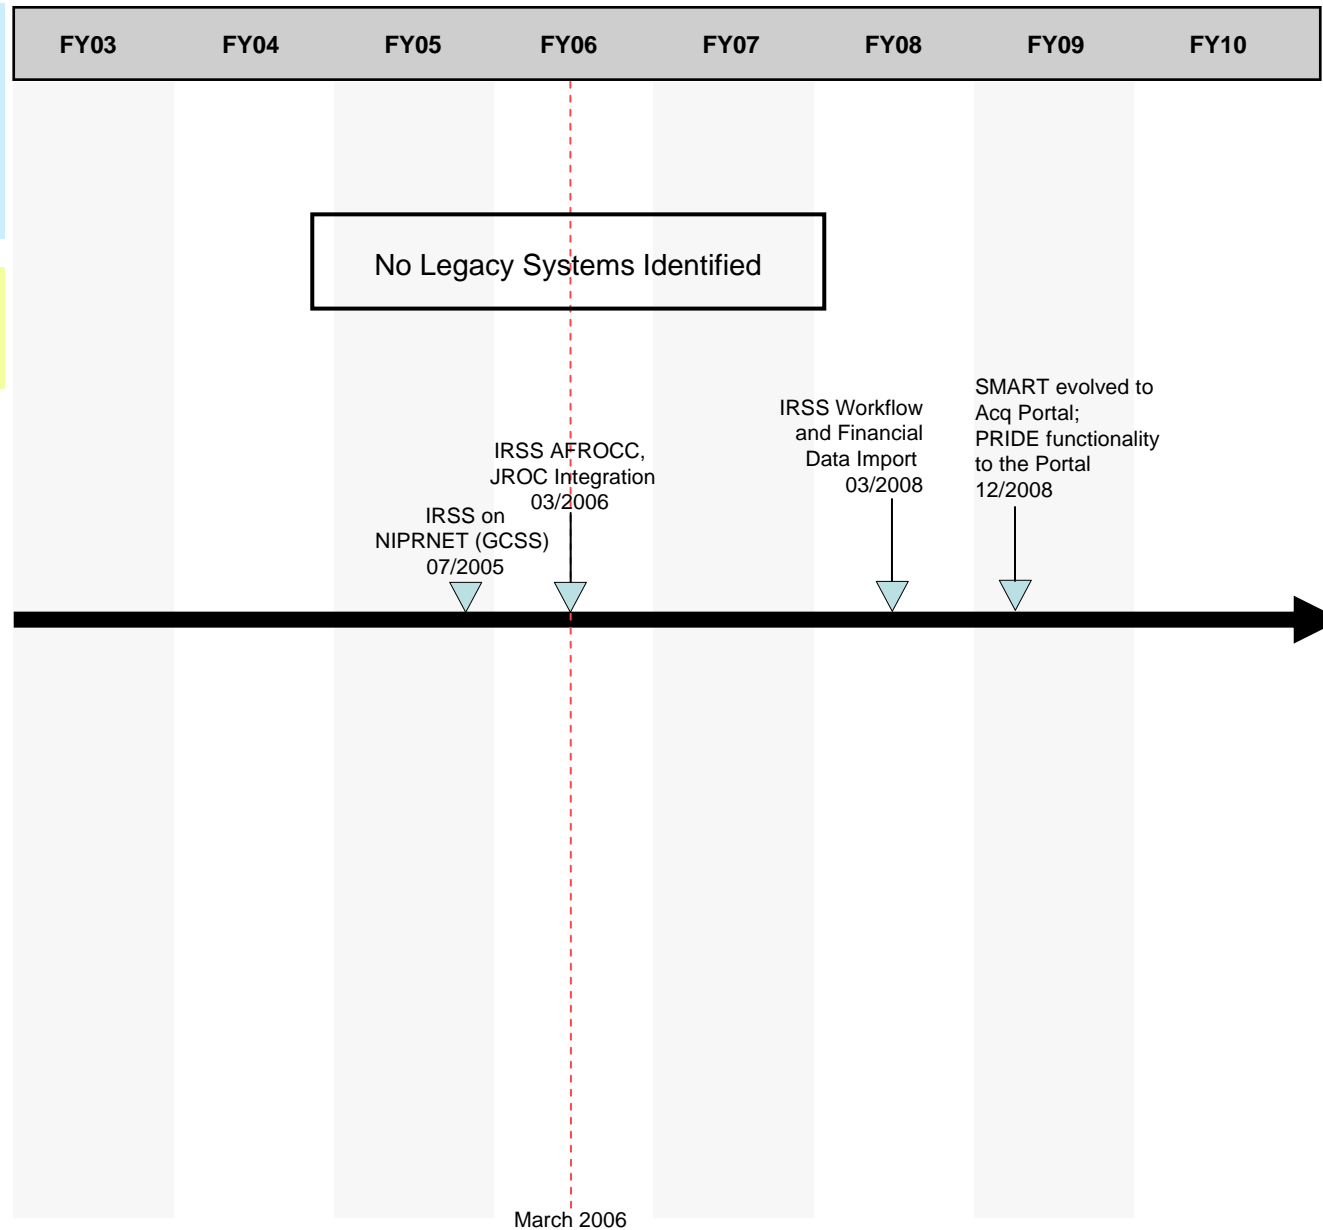 FY03 FY04 FY05 FY06 FY07 FY08 FY09 FY10
No Legacy Systems Identified
IRSS on
NIPRNET (GCSS)
07/2005
IRSS AFROCC,
JROC Integration
03/2006
IRSS Workflow
and Financial
Data Import
03/2008
SMART evolved to
Acq Portal;
PRIDE functionality
to the Portal
12/2008
March 2006